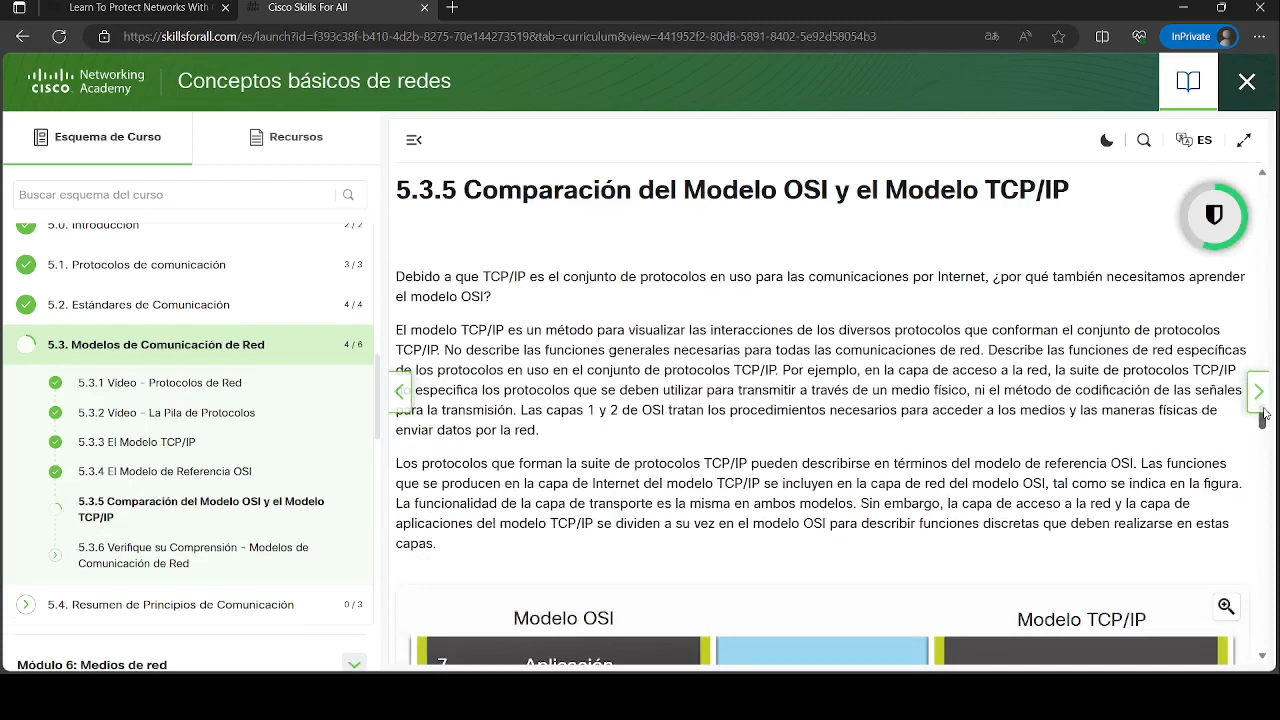 Learn To Protect Networks With
Cisco Skills For All
https://skillsforall.com/es/launch?id=f393c38f-b410-4d2b-8275-70e144273519&tab=curriculum&view=441952f2-80d8-5891-8402-5e92d58054b3
InPrivate
Networking
CISCO Academy
Conceptos básicos de redes
Esquema de Curso
Recursos
ES
Buscar esquema del curso
5.0. Introducción 2/2
5.1. Protocolos de comunicación 3/3
5.2. Estándares de Comunicación 4/4
5.3. Modelos de Comunicación de Red 4/6
5.3.1 Video - Protocolos de Red
5.3.2 Video - La Pila de Protocolos
5.3.3 El Modelo TCP/IP
5.3.4 El Modelo de Referencia OSI
5.3.5 Comparación del Modelo OSI y el Modelo
TCP/IP
5.3.6 Verifique su Comprensión - Modelos de
Comunicación de Red
5.4. Resumen de Principios de Comunicación 0/3
Módulo 6: Medios de red
5.3.5 Comparación del Modelo OSI y el Modelo TCP/IP
Debido a que TCP/IP es el conjunto de protocolos en uso para las comunicaciones por Internet, ¿por qué también necesitamos aprender
el modelo OSI?
El modelo TCP/IP es un método para visualizar las interacciones de los diversos protocolos que conforman el conjunto de protocolos
TCP/IP. No describe las funciones generales necesarias para todas las comunicaciones de red. Describe las funciones de red específicas
de los protocolos en uso en el conjunto de protocolos TCP/IP. Por ejemplo, en la capa de acceso a la red, la suite de protocolos TCP/IP
no especifica los protocolos que se deben utilizar para transmitir a través de un medio físico, ni el método de codificación de las señales
para la transmisión. Las capas 1 y 2 de OSI tratan los procedimientos necesarios para acceder a los medios y las maneras físicas de
enviar datos por la red.
Los protocolos que forman la suite de protocolos TCP/IP pueden describirse en términos del modelo de referencia OSI. Las funciones
que se producen en la capa de Internet del modelo TCP/IP se incluyen en la capa de red del modelo OSI, tal como se indica en la figura.
La funcionalidad de la capa de transporte es la misma en ambos modelos. Sin embargo, la capa de acceso a la red y la capa de
aplicaciones del modelo TCP/IP se dividen a su vez en el modelo OSI para describir funciones discretas que deben realizarse en estas
capas.
Modelo OSI
Modelo TCP/IP
7 Aplicación